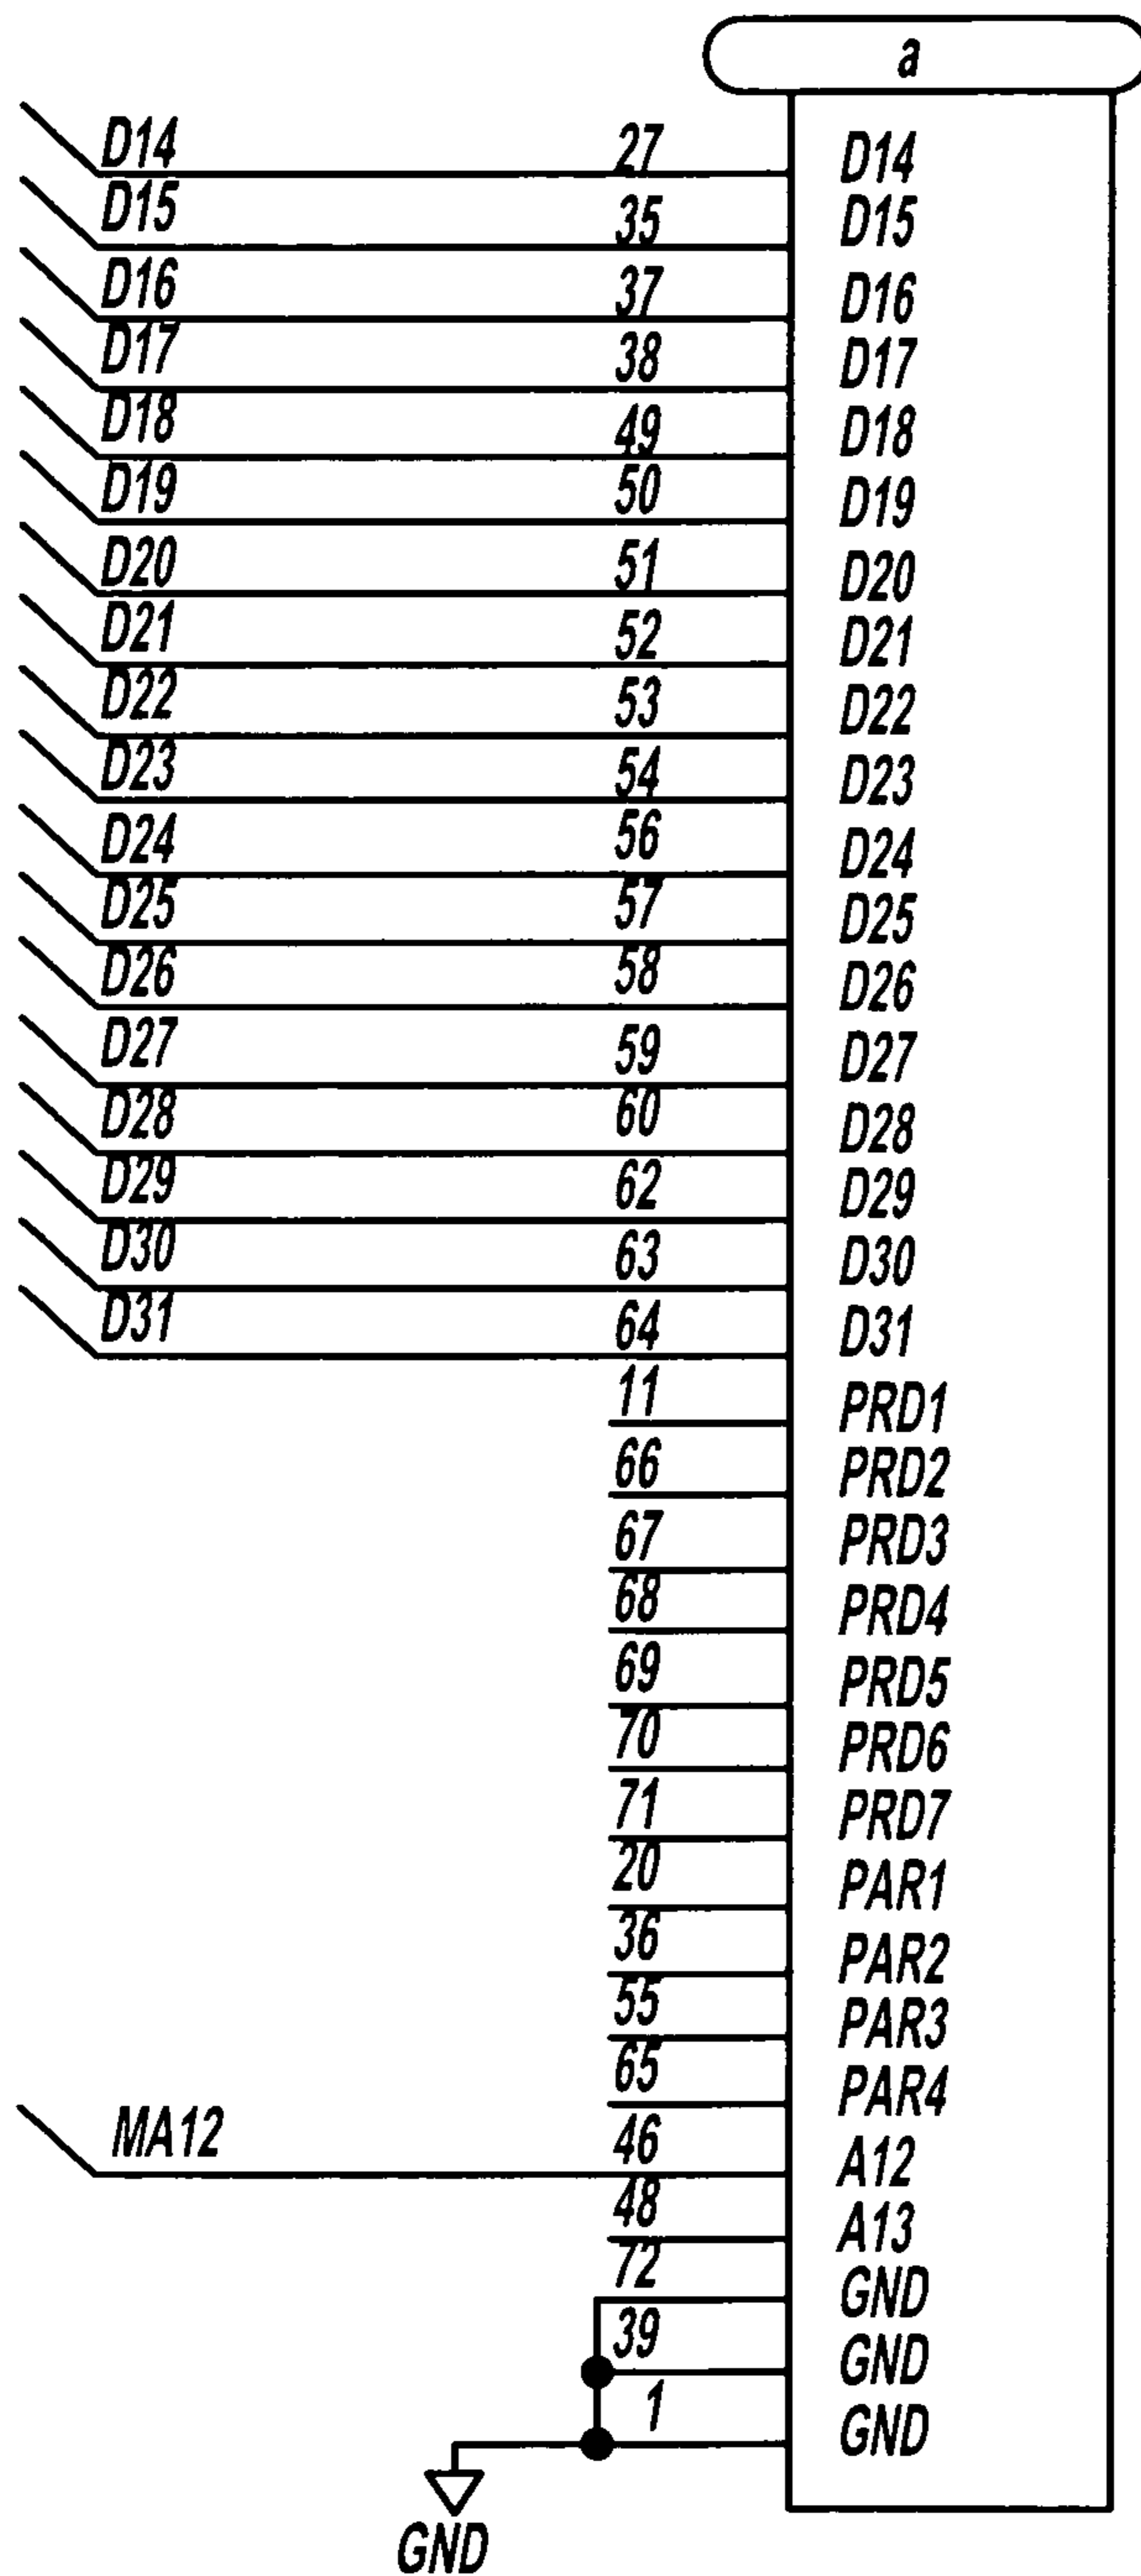 a
D14 27 D14
D15 35 D15
D16 37 D16
D17 38 D17
D18 49 D18
D19 50 D19
D20 51 D20
D21 52 D21
D22 53 D22
D23 54 D23
D24 56 D24
D25 57 D25
D26 58 D26
D27 59 D27
D28 60 D28
D29 62 D29
D30 63 D30
D31 64 D31
11 PRD1
66 PRD2
67 PRD3
68 PRD4
69 PRD5
70 PRD6
71 PRD7
20 PAR1
36 PAR2
55 PAR3
65 PAR4
MA12 46 A12
48 A13
72 GND
39 GND
1 GND
GND